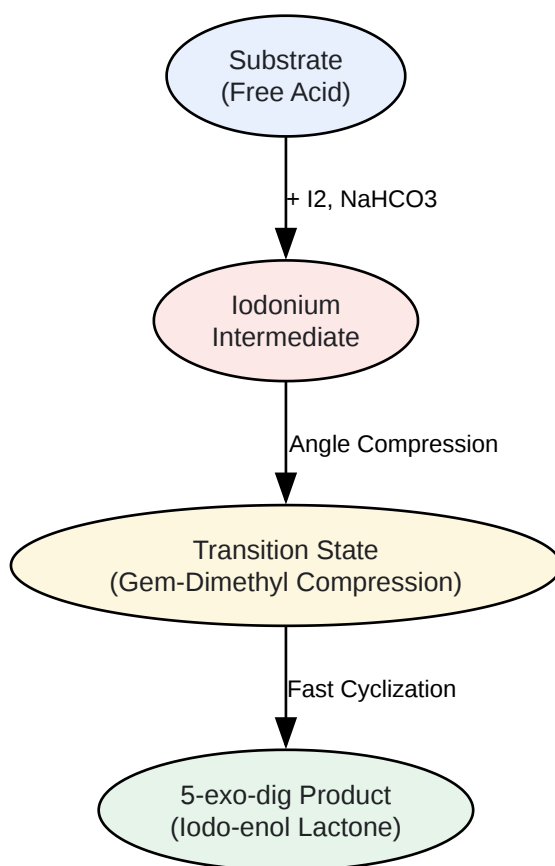 Substrate
(Free Acid)
+ I2, NaHCO3
Iodonium
Intermediate
Angle Compression
Transition State
(Gem-Dimethyl Compression)
Fast Cyclization
5-exo-dig Product
(Iodo-enol Lactone)